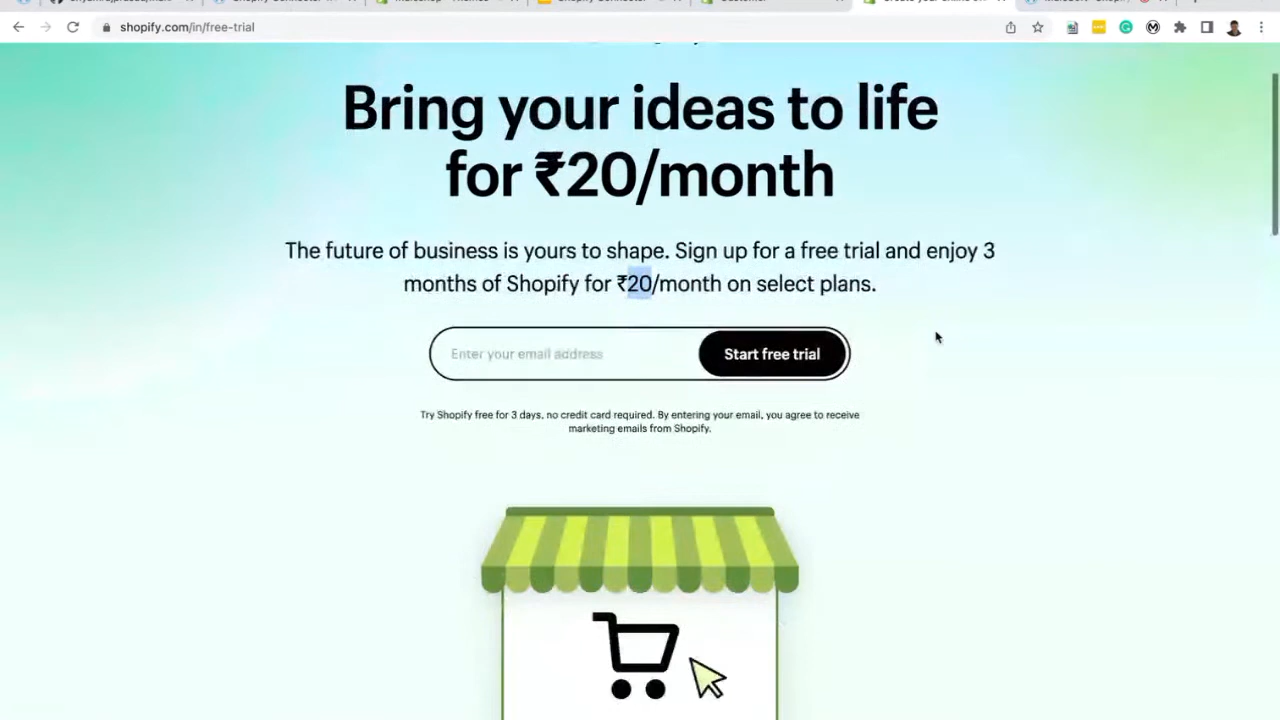 shopify.com/in/free-trial
Bring your ideas to life
for ₹20/month
The future of business is yours to shape. Sign up for a free trial and enjoy 3
months of Shopify for ₹20/month on select plans.
Enter your email address
Start free trial
Try Shopify free for 3 days, no credit card required. By entering your email, you agree to receive
marketing emails from Shopify.